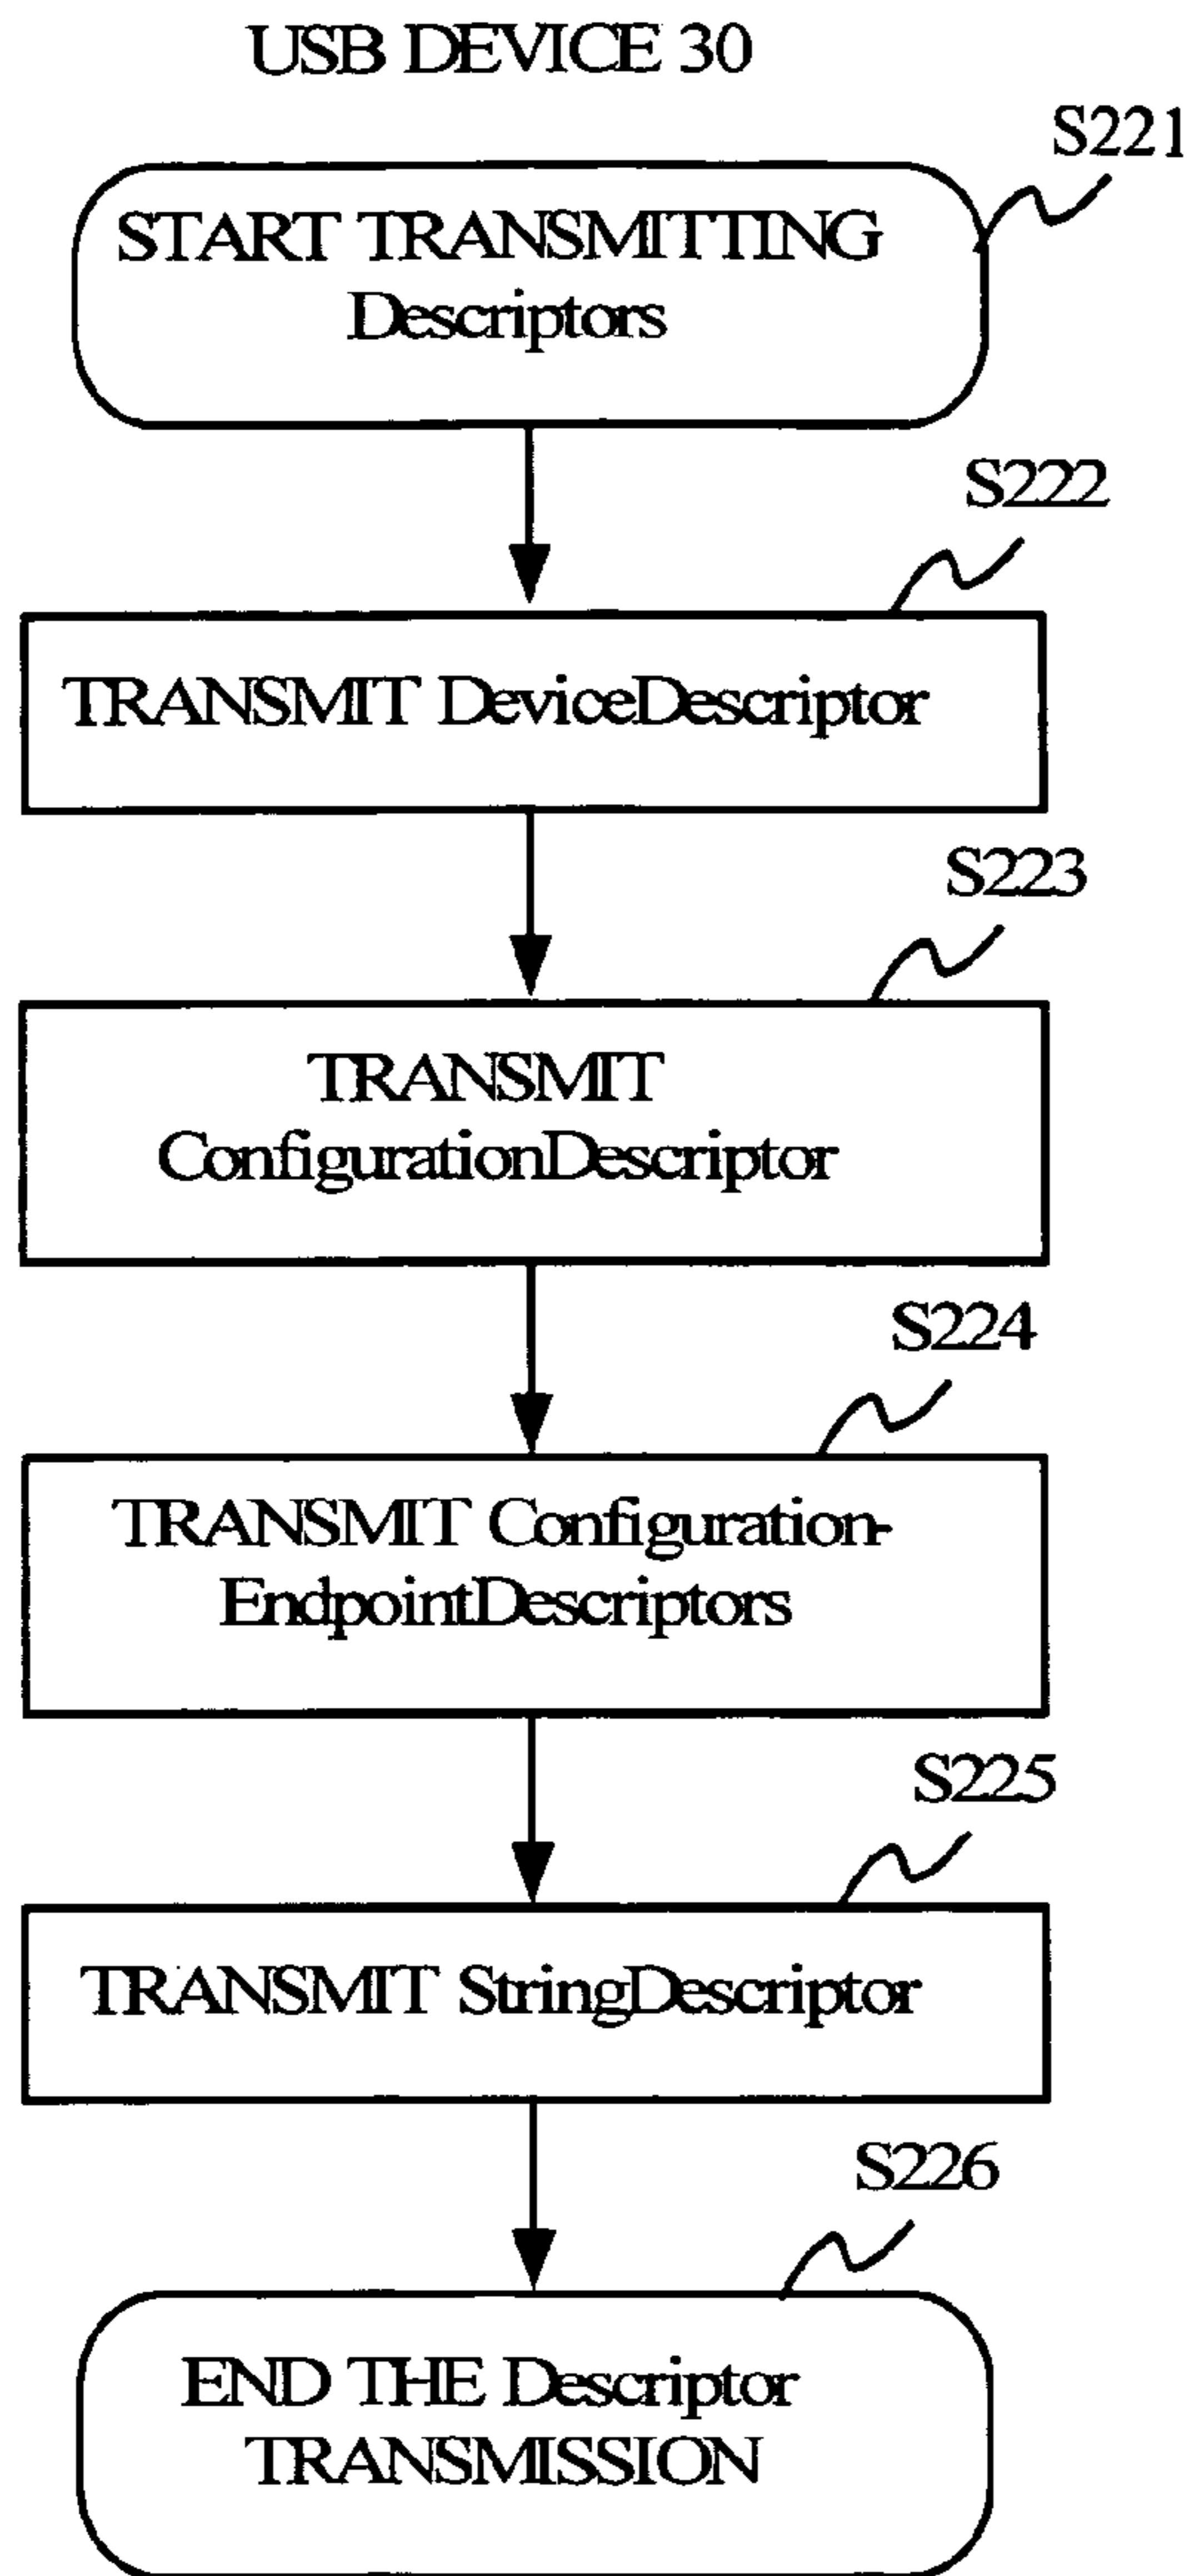 USB DEVICE 30
S221
START TRANSMITTING
Descriptors
S222
TRANSMIT DeviceDescriptor
S223
TRANSMIT
ConfigurationDescriptor
S224
TRANSMIT Configuration-
EndpointDescriptors
S225
TRANSMIT StringDescriptor
S226
END THE Descriptor
TRANSMISSION